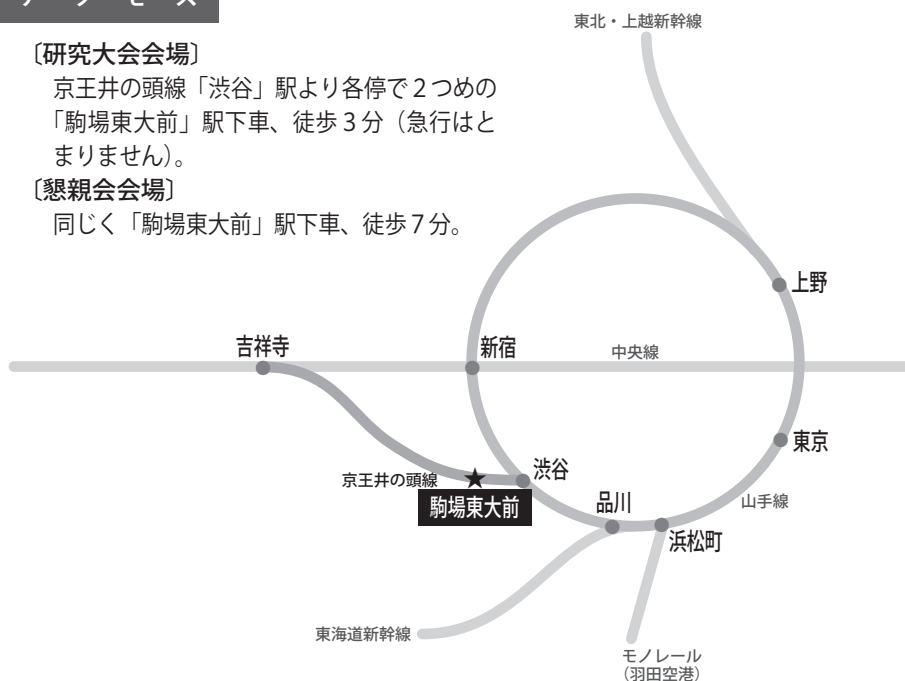 〔研究大会会場〕
京王井の頭線「渋谷」駅より各停で2つめの
「駒場東大前」駅下車、徒歩3分（急行はと
まりません）。
〔懇親会会場〕
同じく「駒場東大前」駅下車、徒歩7分。
東北・上越新幹線
上野
吉祥寺
新宿
中央線
東京
渋谷
京王井の頭線
駒場東大前
品川
山手線
浜松町
東海道新幹線
モノレール
（羽田空港）